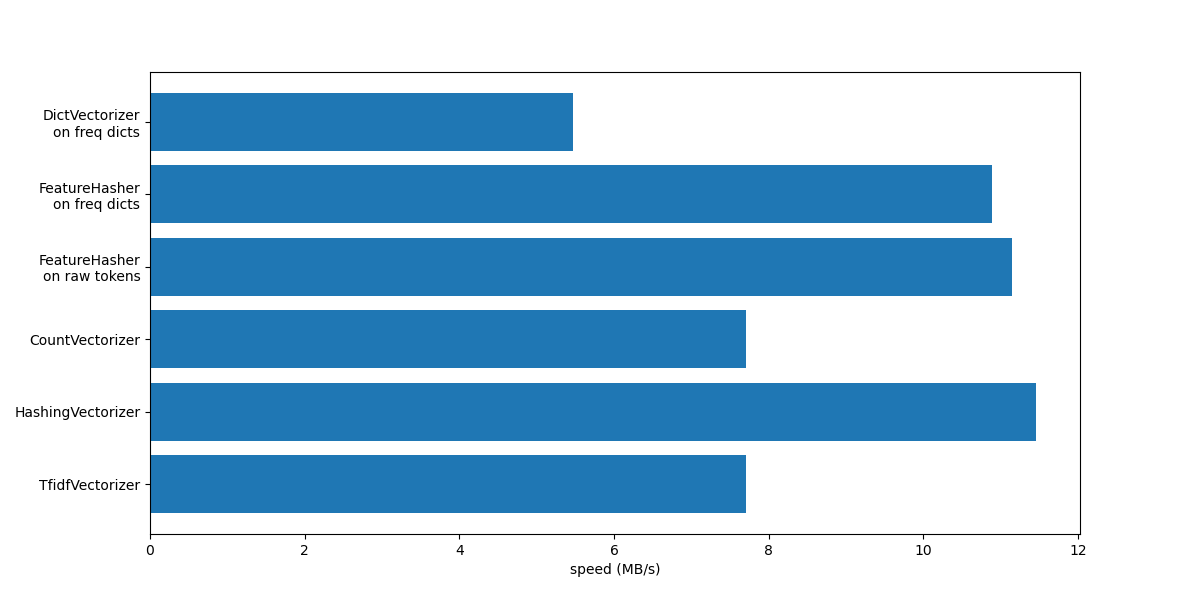 DictVectorizer
on freq dicts
FeatureHasher
on freq dicts
FeatureHasher
on raw tokens
CountVectorizer
HashingVectorizer
TfidfVectorizer
0 2 4 6 8 10 12
speed (MB/s)